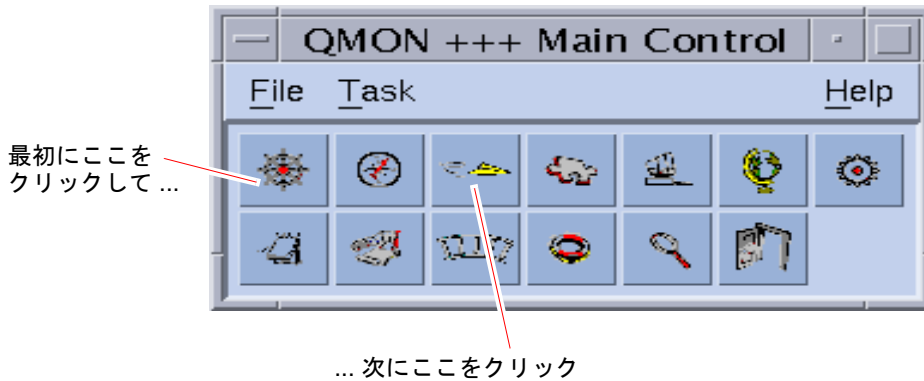 QMON +++ Main Control
File Task Help
最初にここを
クリックして ...
... 次にここをクリック